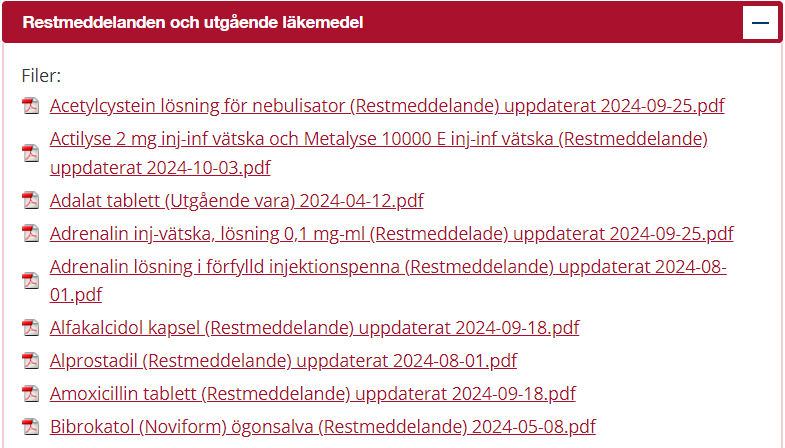 Restmeddelanden och utgående läkemedel
Filer:
Acetylcystein lösning för nebulisator (Restmeddelande) uppdaterat 2024-09-25.pdf
Actilyse 2 mg inj-inf vätska och Metalyse 10000 E inj-inf vätska (Restmeddelande)
uppdaterat 2024-10-03.pdf
Adalat tablett (Utgående vara) 2024-04-12.pdf
Adrenalin inj-vätska, lösning 0,1 mg-ml (Restmeddelade) uppdaterat 2024-09-25.pdf
Adrenalin lösning i förfylld injektionspenna (Restmeddelande) uppdaterat 2024-08-
01.pdf
Alfakalcidol kapsel (Restmeddelande) uppdaterat 2024-09-18.pdf
Alprostadil (Restmeddelande) uppdaterat 2024-08-01.pdf
Amoxicillin tablett (Restmeddelande) uppdaterat 2024-09-18.pdf
Bibrokatol (Noviform) ögonsalva (Restmeddelande) 2024-05-08.pdf